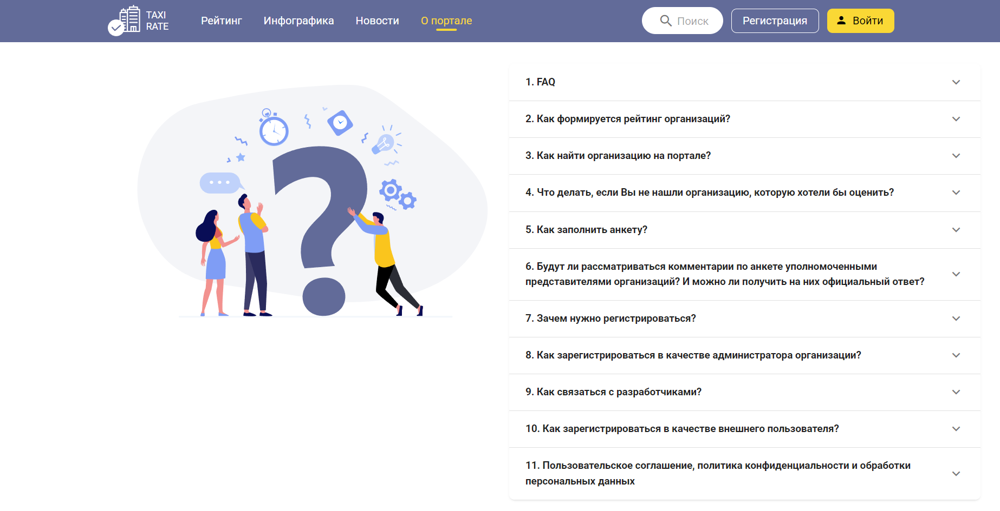 TAXI
RATE
Рейтинг
Инфографика
Новости
О портале
Поиск
Регистрация
Войти
1. FAQ
2. Как формируется рейтинг организаций?
3. Как найти организацию на портале?
4. Что делать, если Вы не нашли организацию, которую хотели бы оценить?
5. Как заполнить анкету?
6. Будут ли рассматриваться комментарии по анкете уполномоченными
представителями организаций? И можно ли получить на них официальный ответ?
7. Зачем нужно регистрироваться?
8. Как зарегистрироваться в качестве администратора организации?
9. Как связаться с разработчиками?
10. Как зарегистрироваться в качестве внешнего пользователя?
11. Пользовательское соглашение, политика конфиденциальности и обработки
персональных данных